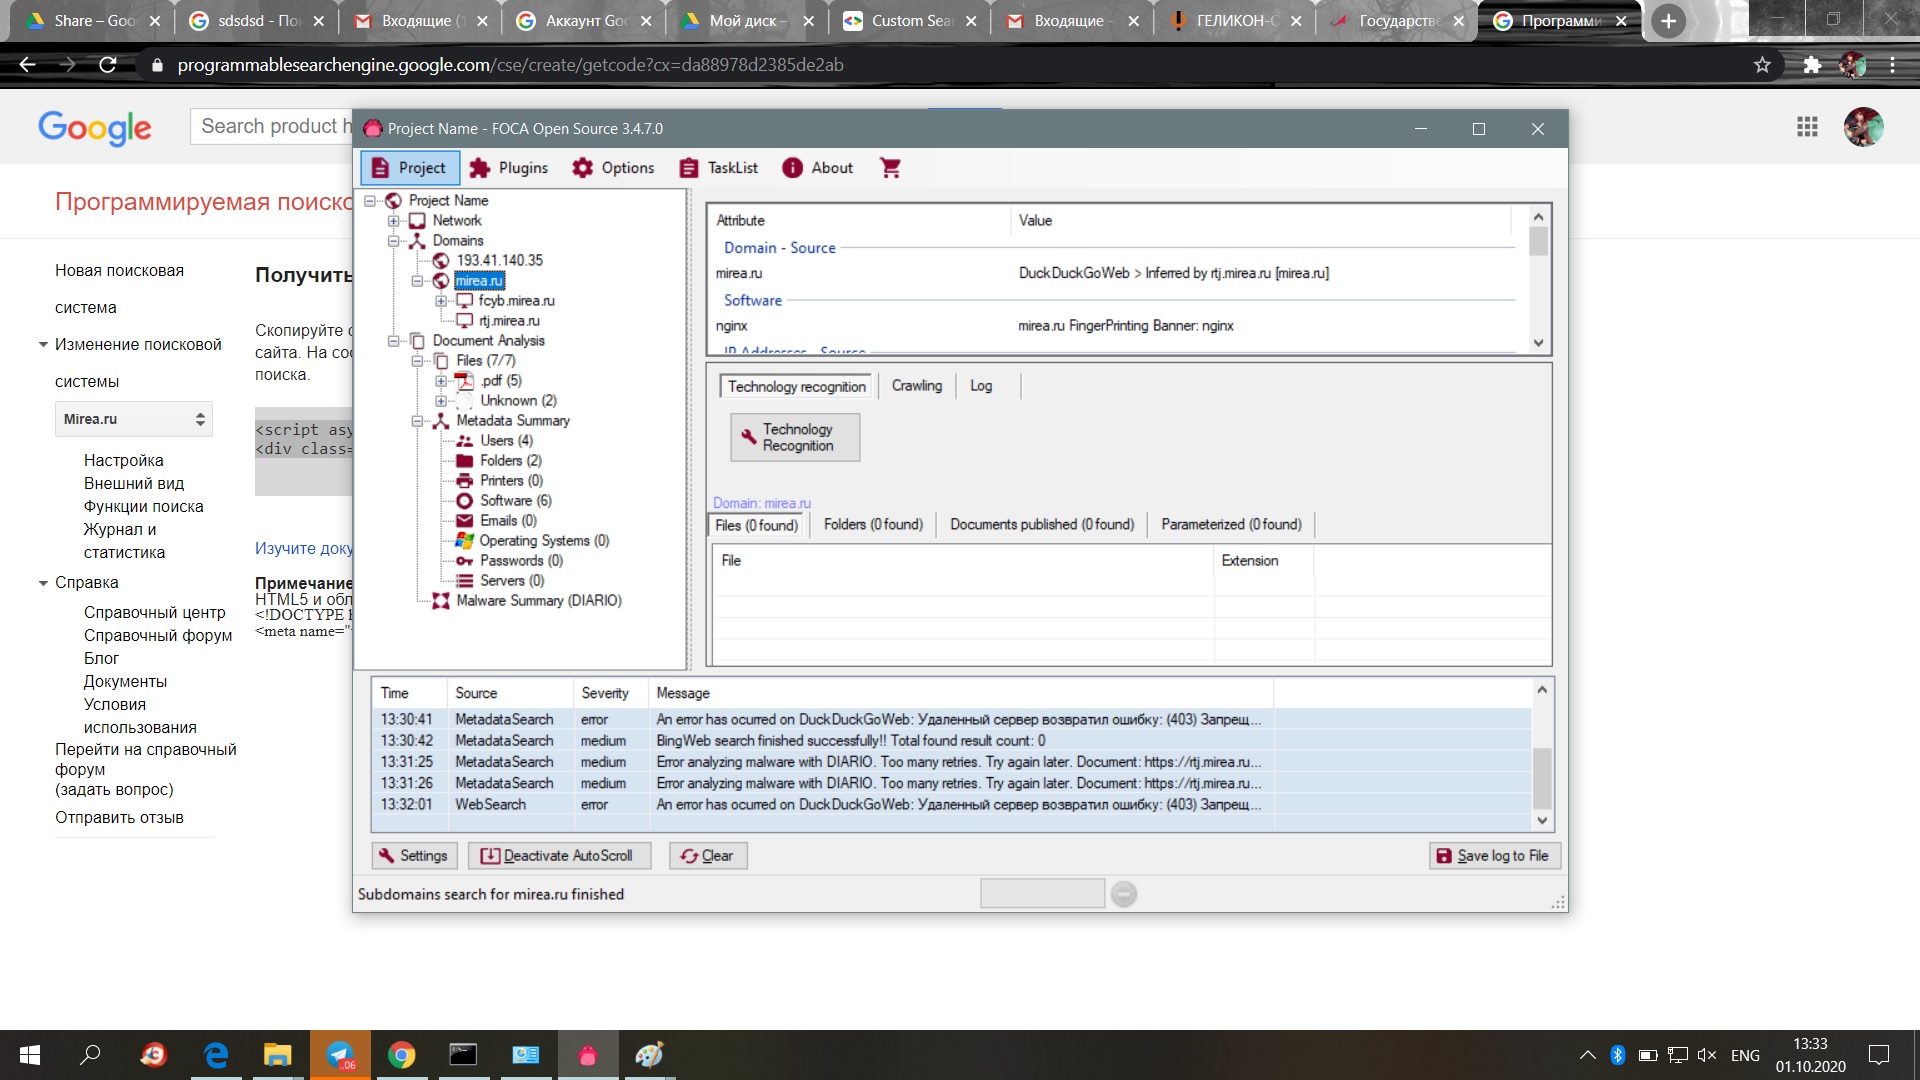 Share – Goo
sdsdsd - Пои
Входящие (1
Аккаунт Goo
Мой диск –
Custom Sear
Входящие -
ГЕЛИКОН-О
Государстве
Программи
programmablesearchengine.google.com/cse/create/getcode?cx=da88978d2385de2ab
Google
Search product h
Программируемая поиско
Новая поисковая
система
Изменение поисковой
системы
Mirea.ru
Настройка
Внешний вид
Функции поиска
Журнал и
статистика
Справка
Справочный центр
Справочный форум
Блог
Документы
Условия
использования
Перейти на справочный
форум
(задать вопрос)
Отправить отзыв
Получить
Скопируйте
сайта. На
поиска.
<script asy
<div class=
Изучите доку
Примечание
HTML5 и обл
<!DOCTYPE
<meta name="
Project Name - FOCA Open Source 3.4.7.0
Project
Plugins
Options
TaskList
About
Project Name
Network
Domains
193.41.140.35
mirea.ru
fcyb.mirea.ru
rtj.mirea.ru
Document Analysis
Files (7/7)
.pdf (5)
Unknown (2)
Metadata Summary
Users (4)
Folders (2)
Printers (0)
Software (6)
Emails (0)
Operating Systems (0)
Passwords (0)
Servers (0)
Malware Summary (DIARIO)
Attribute Value
Domain - Source
mirea.ru DuckDuckGoWeb > Inferred by rtj.mirea.ru [mirea.ru]
Software
nginx mirea.ru FingerPrinting Banner: nginx
IP Addresses - Source
Technology recognition Crawling Log
Technology
Recognition
Domain: mirea.ru
Files (0 found) Folders (0 found) Documents published (0 found) Parameterized (0 found)
File Extension
Time Source Severity Message
13:30:41 MetadataSearch error An error has ocurred on DuckDuckGoWeb: Удаленный сервер возвратил ошибку: (403) Запрещ...
13:30:42 MetadataSearch medium BingWeb search finished successfully!! Total found result count: 0
13:31:25 MetadataSearch medium Error analyzing malware with DIARIO. Too many retries. Try again later. Document: https://rtj.mirea.ru...
13:31:26 MetadataSearch medium Error analyzing malware with DIARIO. Too many retries. Try again later. Document: https://rtj.mirea.ru...
13:32:01 WebSearch error An error has ocurred on DuckDuckGoWeb: Удаленный сервер возвратил ошибку: (403) Запрещ...
Settings
Deactivate AutoScroll
Clear
Save log to File
Subdomains search for mirea.ru finished
..06
ENG
13:33
01.10.2020